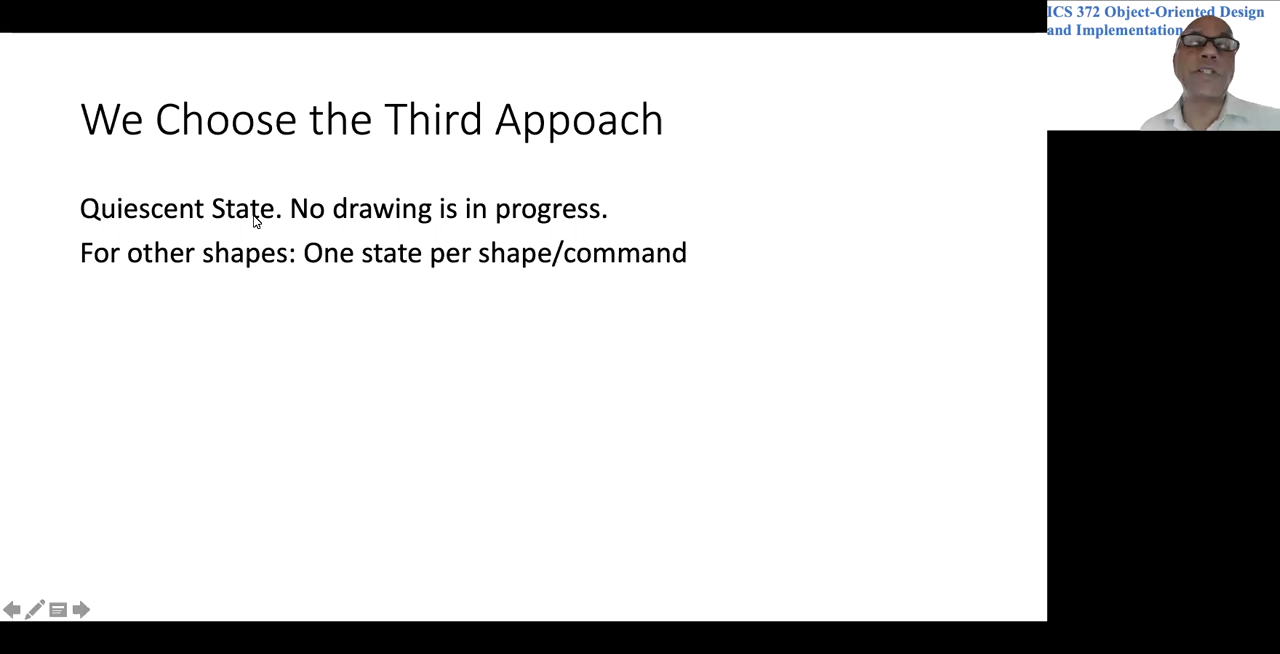 ICS 372 Object-Oriented Design
and Implementation
We Choose the Third Appoach
Quiescent State. No drawing is in progress.
For other shapes: One state per shape/command